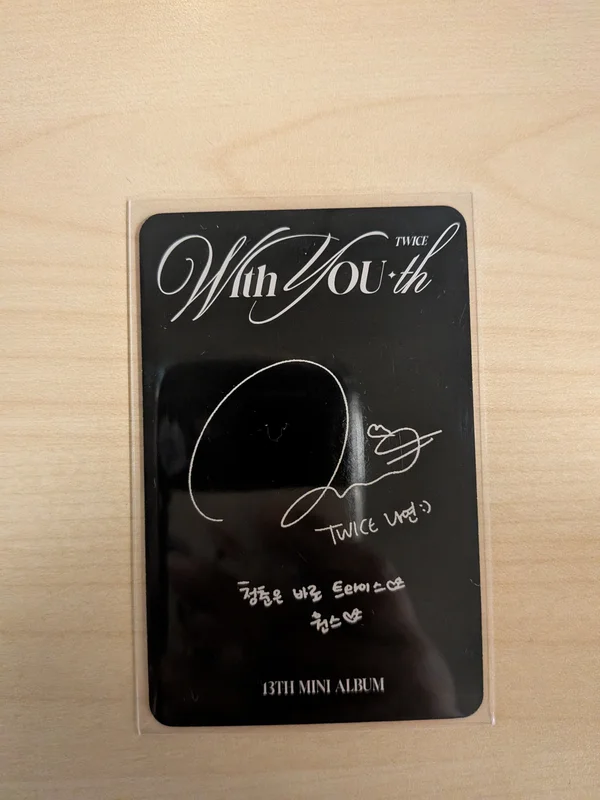 TWICE
With YOU-th
TWICE 나연:)
청춘은 바로 트와이스♡
원스♡
13TH MINI ALBUM